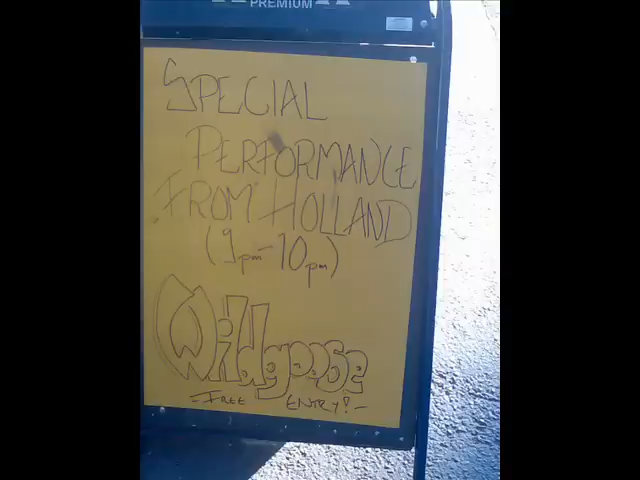 PREMIUM
SPECIAL
PERFORMANCE
FROM HOLLAND
(9pm-10pm)
Wildgoose
-FREE ENTRY!-